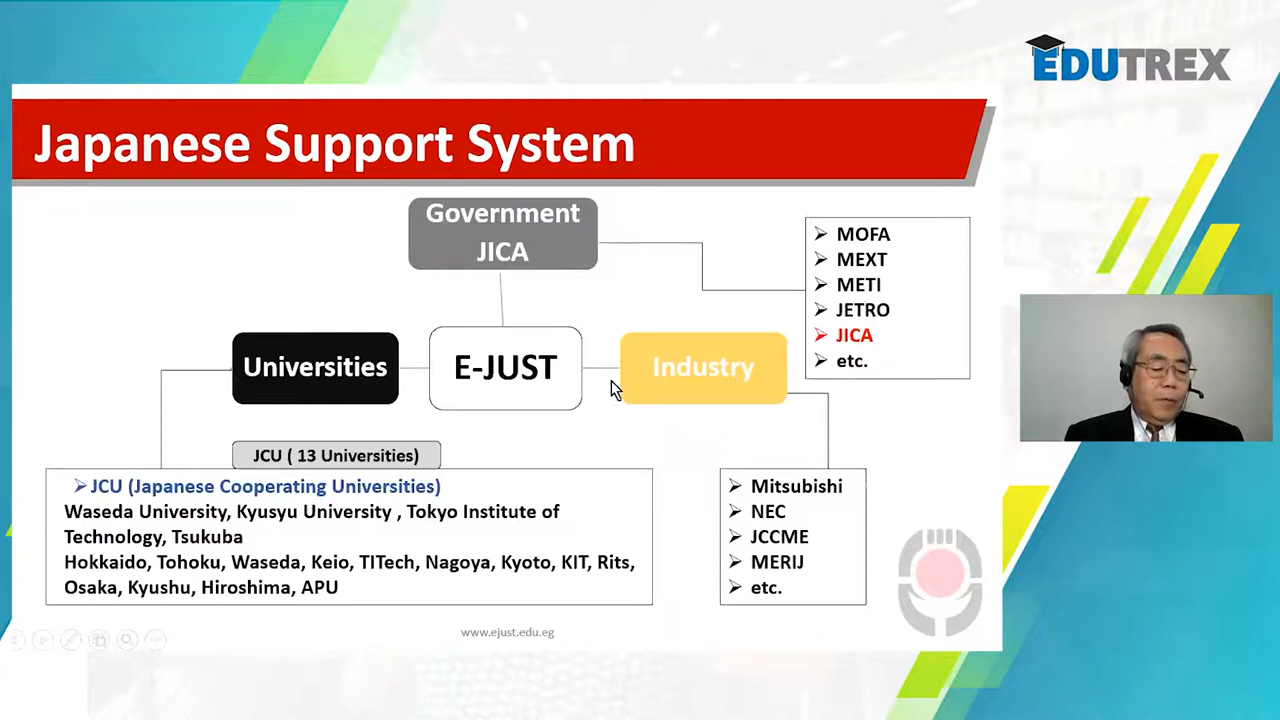 EDUTREX
Japanese Support System
Government
JICA
MOFA
MEXT
METI
JETRO
JICA
etc.
Universities
E-JUST
Industry
JCU ( 13 Universities)
JCU (Japanese Cooperating Universities)
Waseda University, Kyusyu University , Tokyo Institute of
Technology, Tsukuba
Hokkaido, Tohoku, Waseda, Keio, TITech, Nagoya, Kyoto, KIT, Rits,
Osaka, Kyushu, Hiroshima, APU
Mitsubishi
NEC
JCCME
MERIJ
etc.
www.ejust.edu.eg